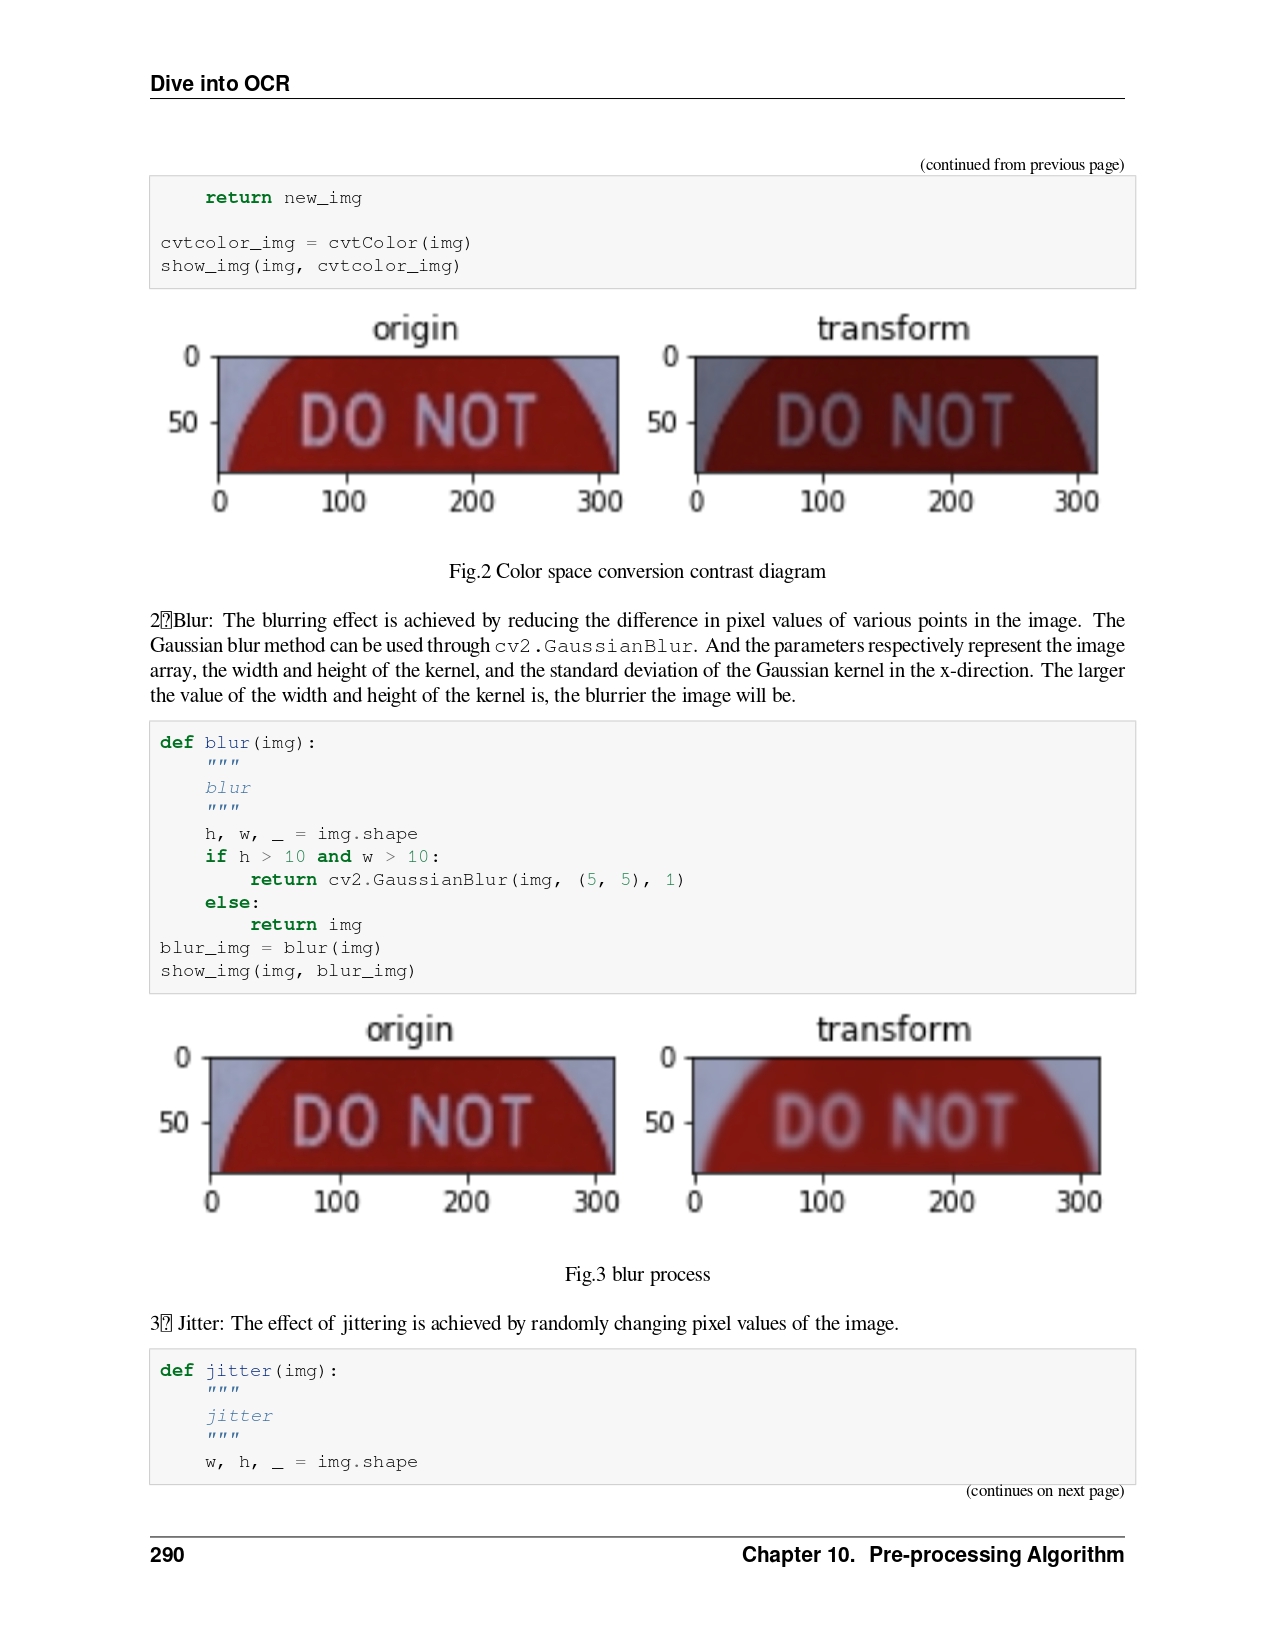 Dive into OCR
(continued from previous page)
    return new_img

cvtcolor_img = cvtColor(img)
show_img(img, cvtcolor_img)
origin
transform
0
50
DO NOT
0 100 200 300
0
50
DO NOT
0 100 200 300
Fig.2 Color space conversion contrast diagram
2⍰Blur: The blurring effect is achieved by reducing the difference in pixel values of various points in the image. The
Gaussian blur method can be used through cv2.GaussianBlur. And the parameters respectively represent the image
array, the width and height of the kernel, and the standard deviation of the Gaussian kernel in the x-direction. The larger
the value of the width and height of the kernel is, the blurrier the image will be.
def blur(img):
    """
    blur
    """
    h, w, _ = img.shape
    if h > 10 and w > 10:
        return cv2.GaussianBlur(img, (5, 5), 1)
    else:
        return img
blur_img = blur(img)
show_img(img, blur_img)
origin
transform
0
50
DO NOT
0 100 200 300
0
50
DO NOT
0 100 200 300
Fig.3 blur process
3⍰ Jitter: The effect of jittering is achieved by randomly changing pixel values of the image.
def jitter(img):
    """
    jitter
    """
    w, h, _ = img.shape
(continues on next page)
290
Chapter 10. Pre-processing Algorithm